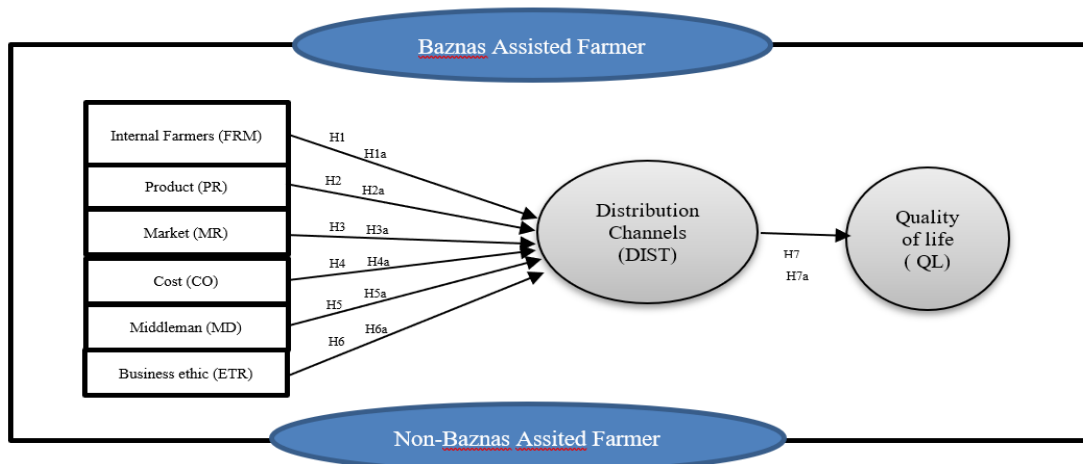 Baznas Assisted Farmer
Internal Farmers (FRM)
Product (PR)
Market (MR)
Cost (CO)
Middleman (MD)
Business ethic (ETR)
H1
H1a
H2
H2a
H3
H3a
H4
H4a
H5
H5a
H6
H6a
Distribution
Channels
(DIST)
H7
H7a
Quality
of life
( QL)
Non-Baznas Assited Farmer